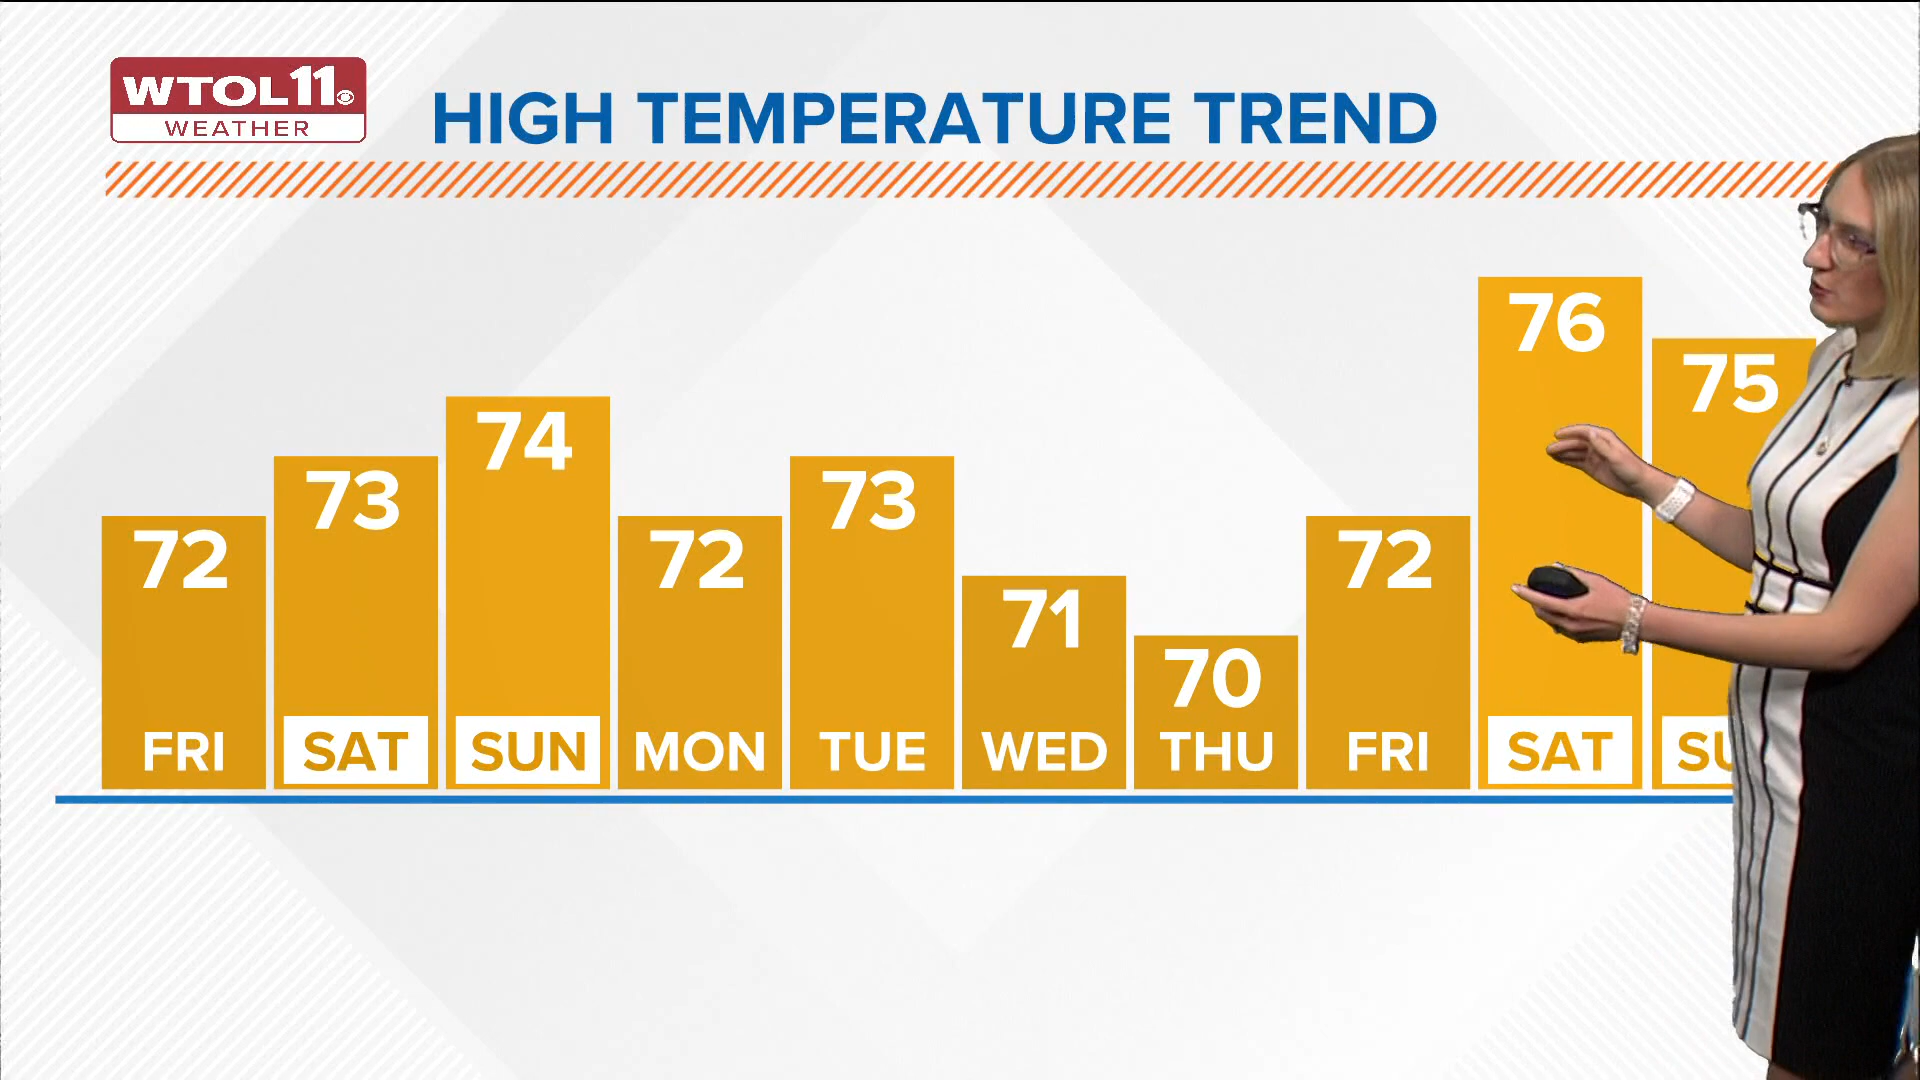 WTOL11
WEATHER
HIGH TEMPERATURE TREND
72 73 74 72 73 71 70 72 76 75
FRI SAT SUN MON TUE WED THU FRI SAT SU